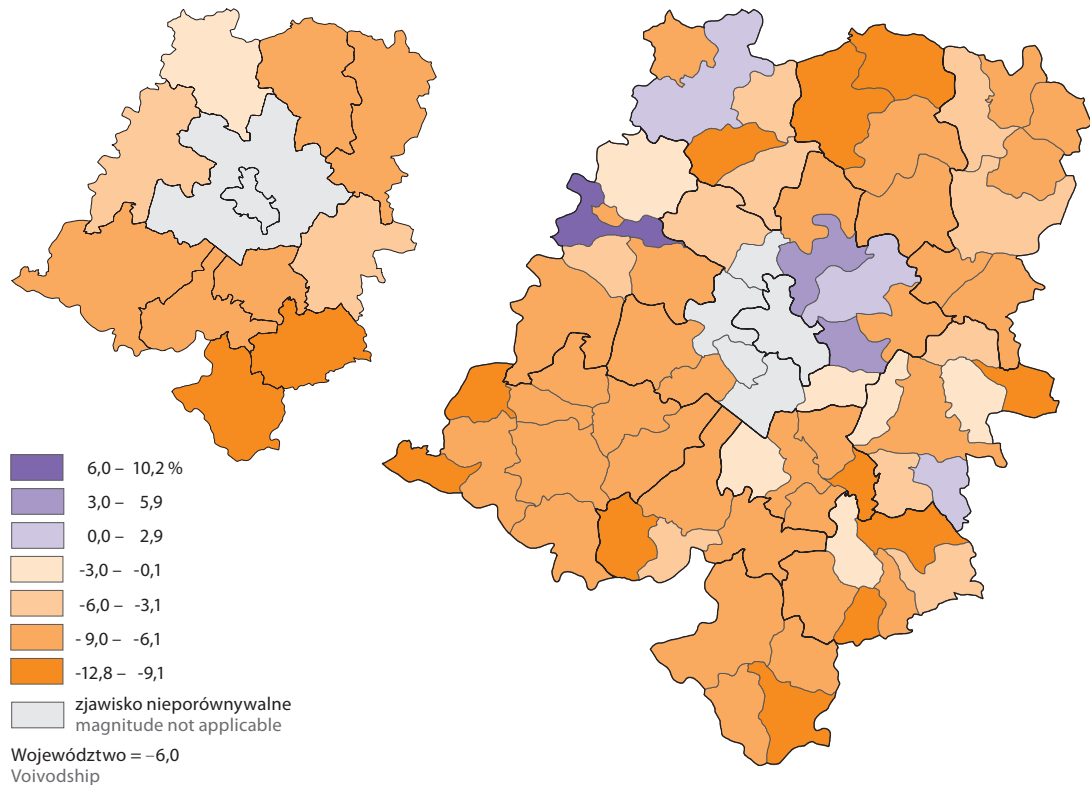 6,0 – 10,2 %
3,0 – 5,9
0,0 – 2,9
-3,0 – -0,1
-6,0 – -3,1
- 9,0 – -6,1
-12,8 – -9,1
zjawisko nieporównywalne
magnitude not applicable
Województwo = –6,0
Voivodship